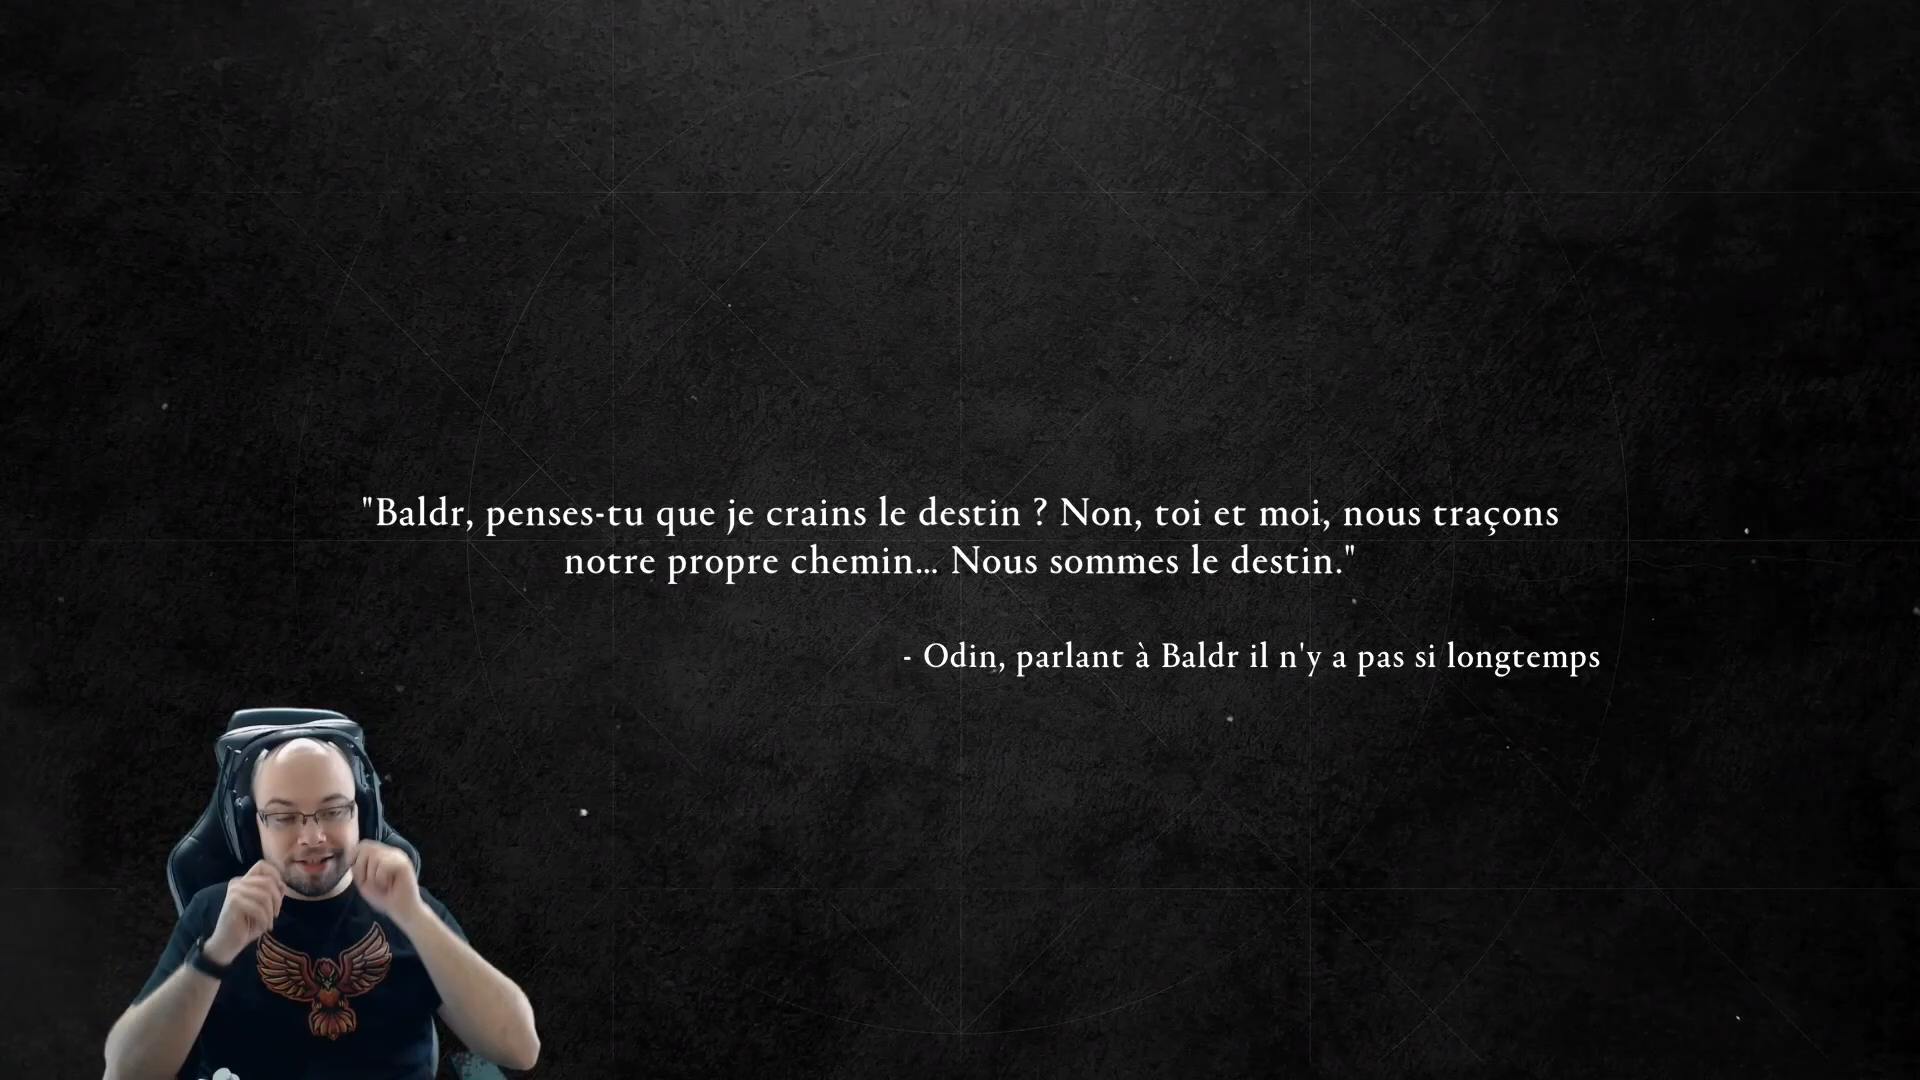 "Baldr, penses-tu que je crains le destin ? Non, toi et moi, nous traçons
notre propre chemin... Nous sommes le destin."
- Odin, parlant à Baldr il n'y a pas si longtemps